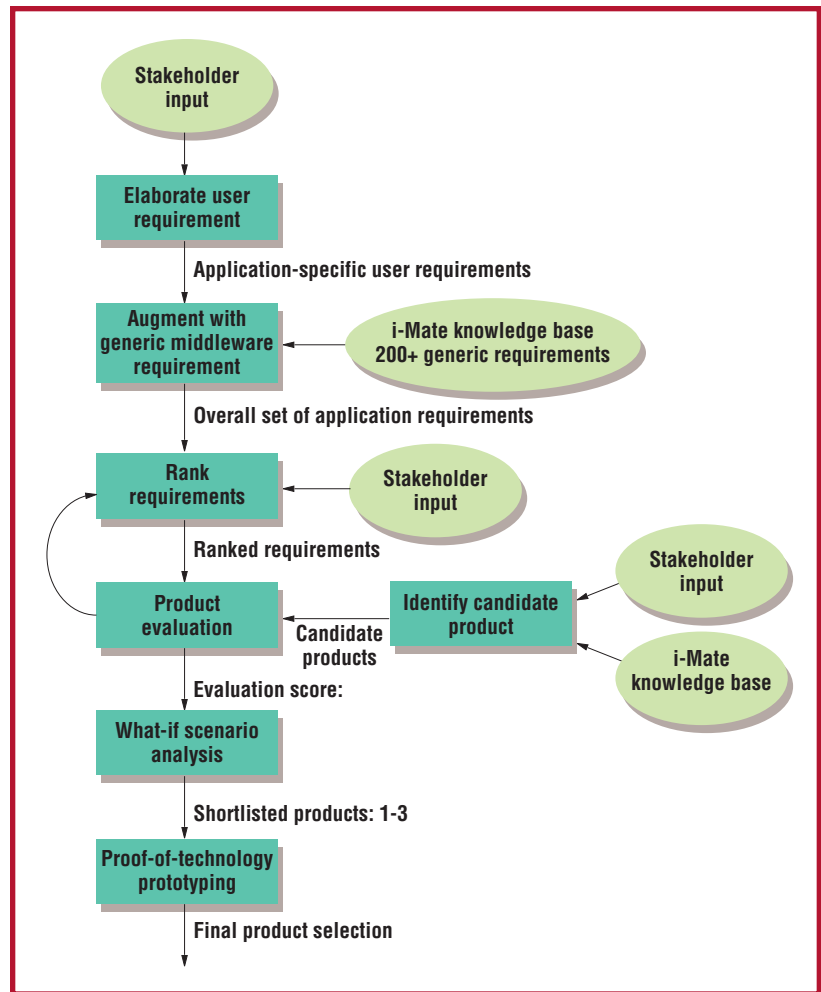 Stakeholder
input
Elaborate user
requirement
Application-specific user requirements
Augment with
generic middleware
requirement
i-Mate knowledge base
200+ generic requirements
Overall set of application requirements
Rank
requirements
Stakeholder
input
Ranked requirements
Stakeholder
input
Product
evaluation
Candidate
products
Identify candidate
product
i-Mate
knowledge base
Evaluation score:
What-if scenario
analysis
Shortlisted products: 1-3
Proof-of-technology
prototyping
Final product selection